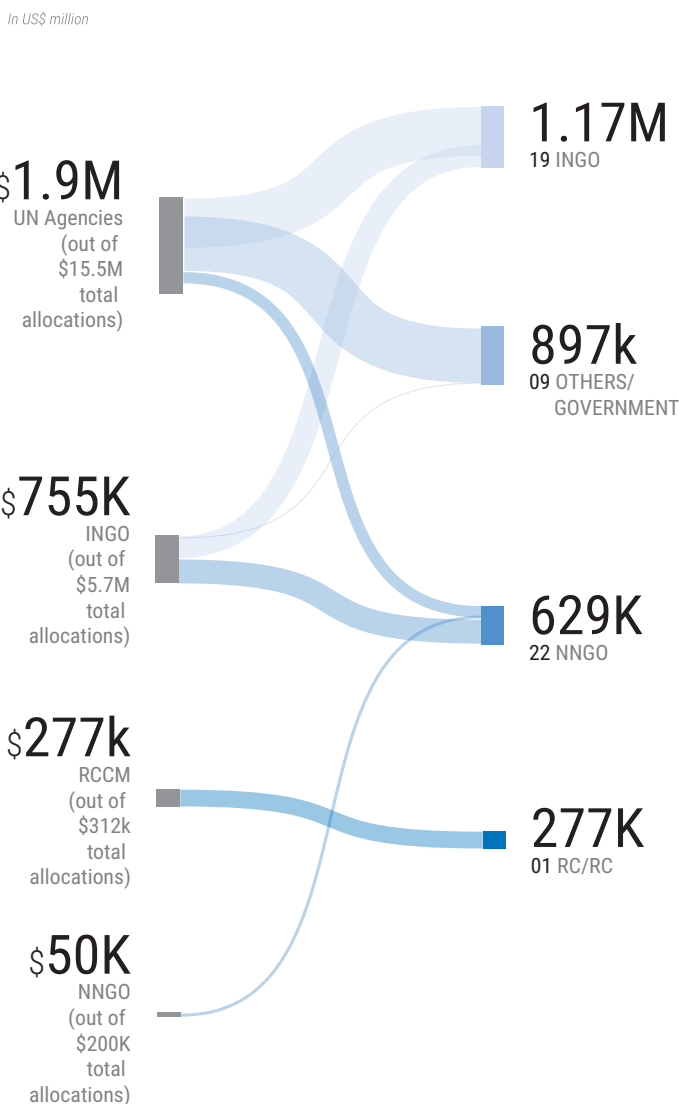 In US$ million
$1.9M
UN Agencies
(out of
$15.5M
total
allocations)
1.17M
19 INGO
897k
09 OTHERS/
GOVERNMENT
$755K
INGO
(out of
$5.7M
total
allocations)
629K
22 NNGO
$277k
RCCM
(out of
$312k
total
allocations)
277K
01 RC/RC
$50K
NNGO
(out of
$200K
total
allocations)